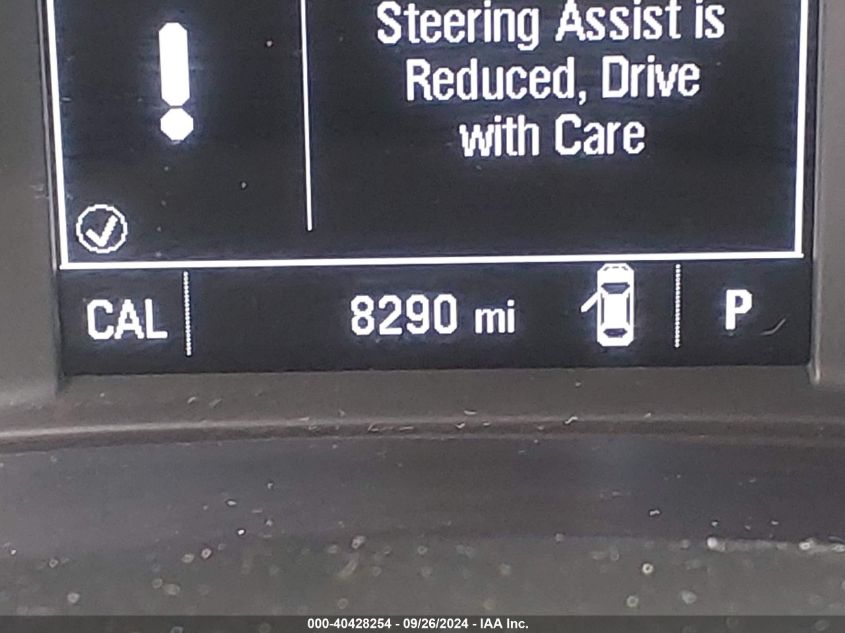 Steering Assist is
Reduced, Drive
with Care
CAL 8290 mi P
000-40428254 - 09/26/2024 - IAA Inc.